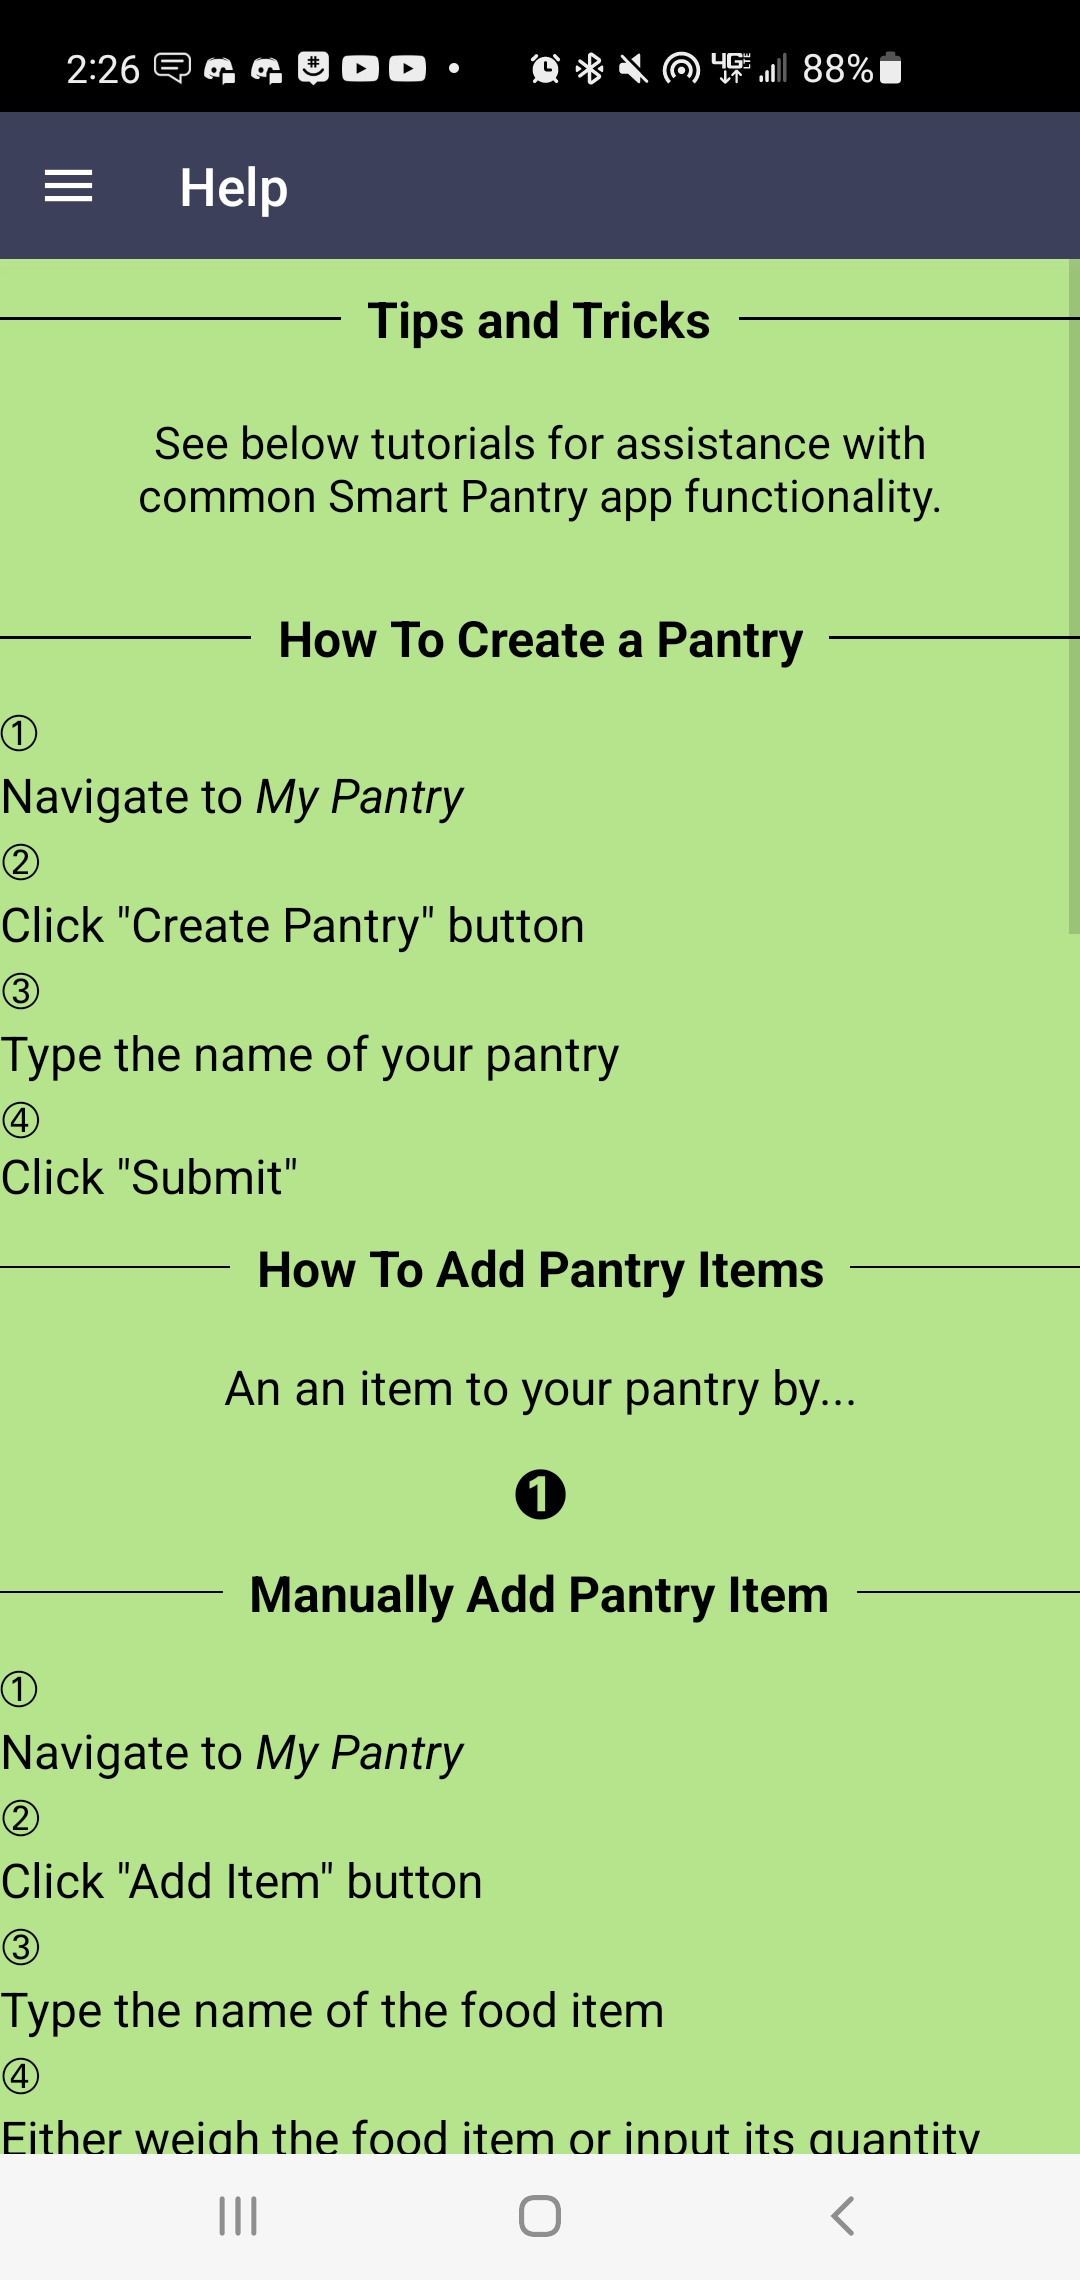 2:26 4G LTE 88%
Help
Tips and Tricks
See below tutorials for assistance with
common Smart Pantry app functionality.
How To Create a Pantry
①
Navigate to My Pantry
②
Click "Create Pantry" button
③
Type the name of your pantry
④
Click "Submit"
How To Add Pantry Items
An an item to your pantry by...
❶
Manually Add Pantry Item
①
Navigate to My Pantry
②
Click "Add Item" button
③
Type the name of the food item
④
Either weigh the food item or input its quantity